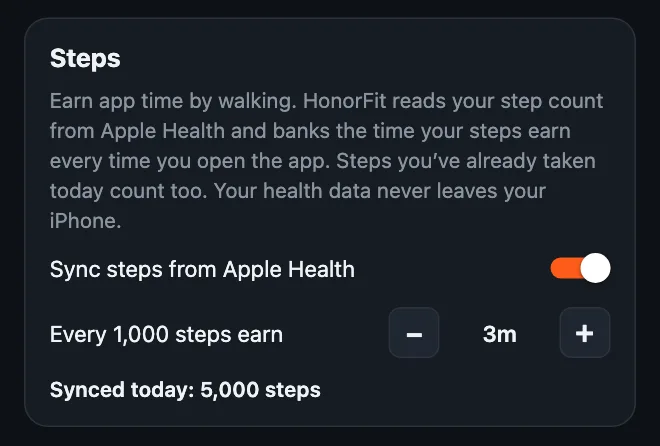 Steps
Earn app time by walking. HonorFit reads your step count
from Apple Health and banks the time your steps earn
every time you open the app. Steps you’ve already taken
today count too. Your health data never leaves your
iPhone.
Sync steps from Apple Health
Every 1,000 steps earn − 3m +
Synced today: 5,000 steps